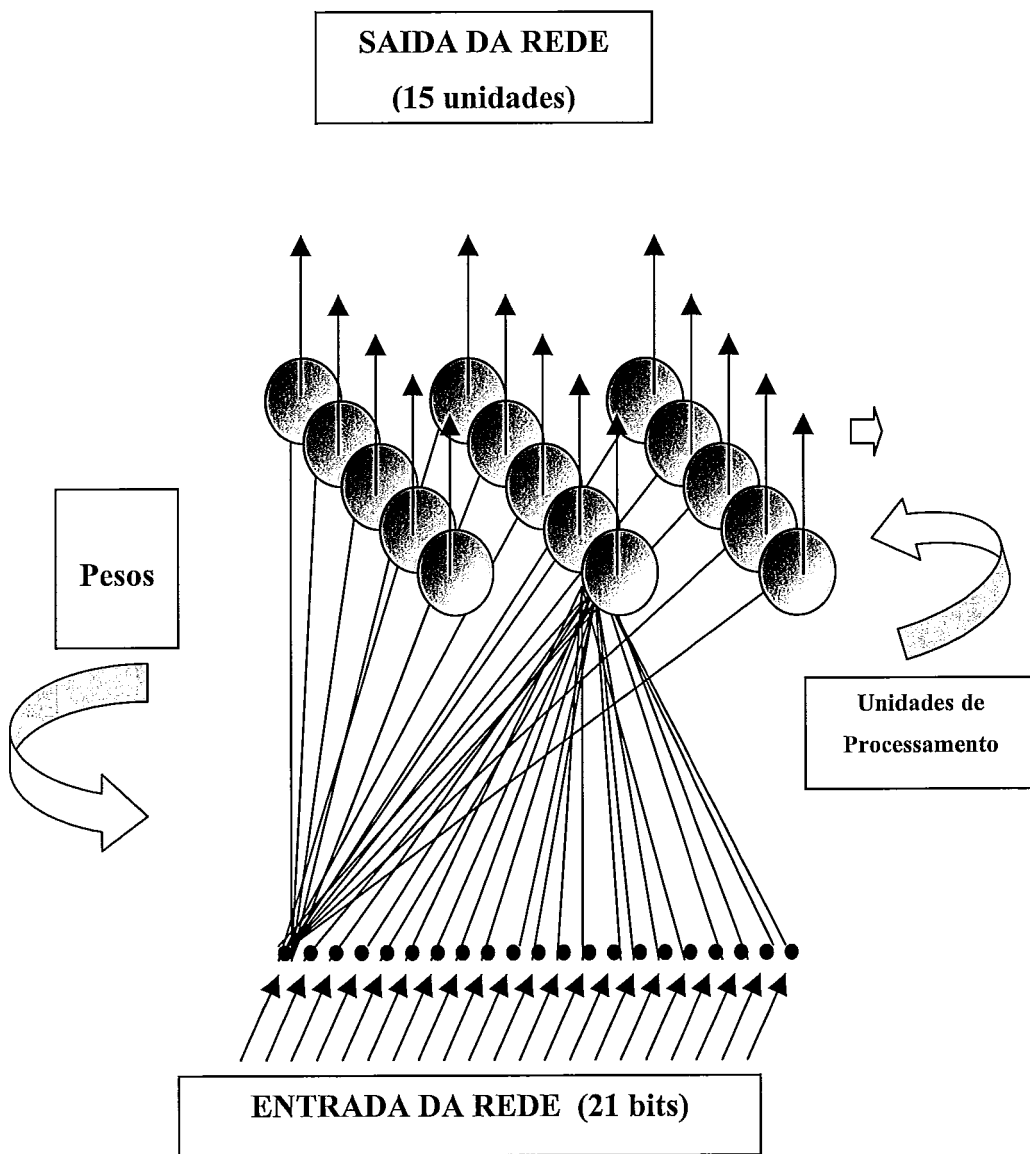 SAIDA DA REDE
(15 unidades)
Pesos
Unidades de
Processamento
ENTRADA DA REDE (21 bits)